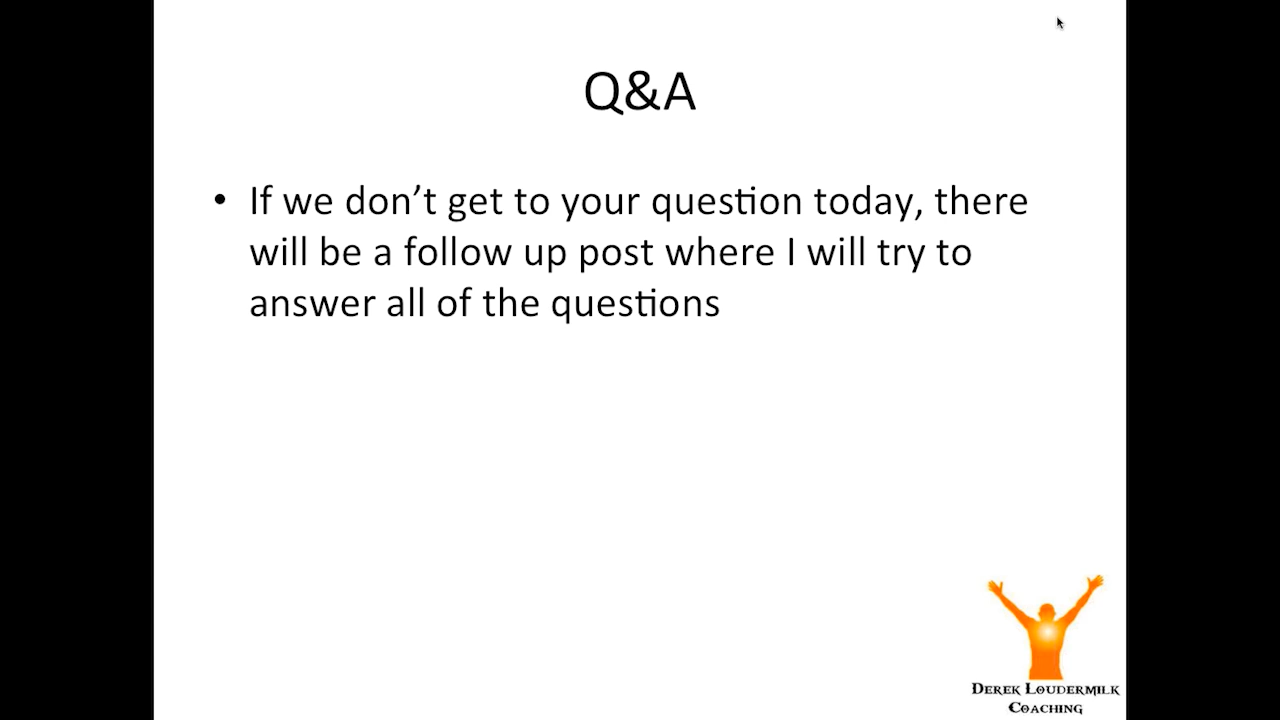 Q&A
• If we don’t get to your question today, there
will be a follow up post where I will try to
answer all of the questions
Derek Loudermilk
Coaching